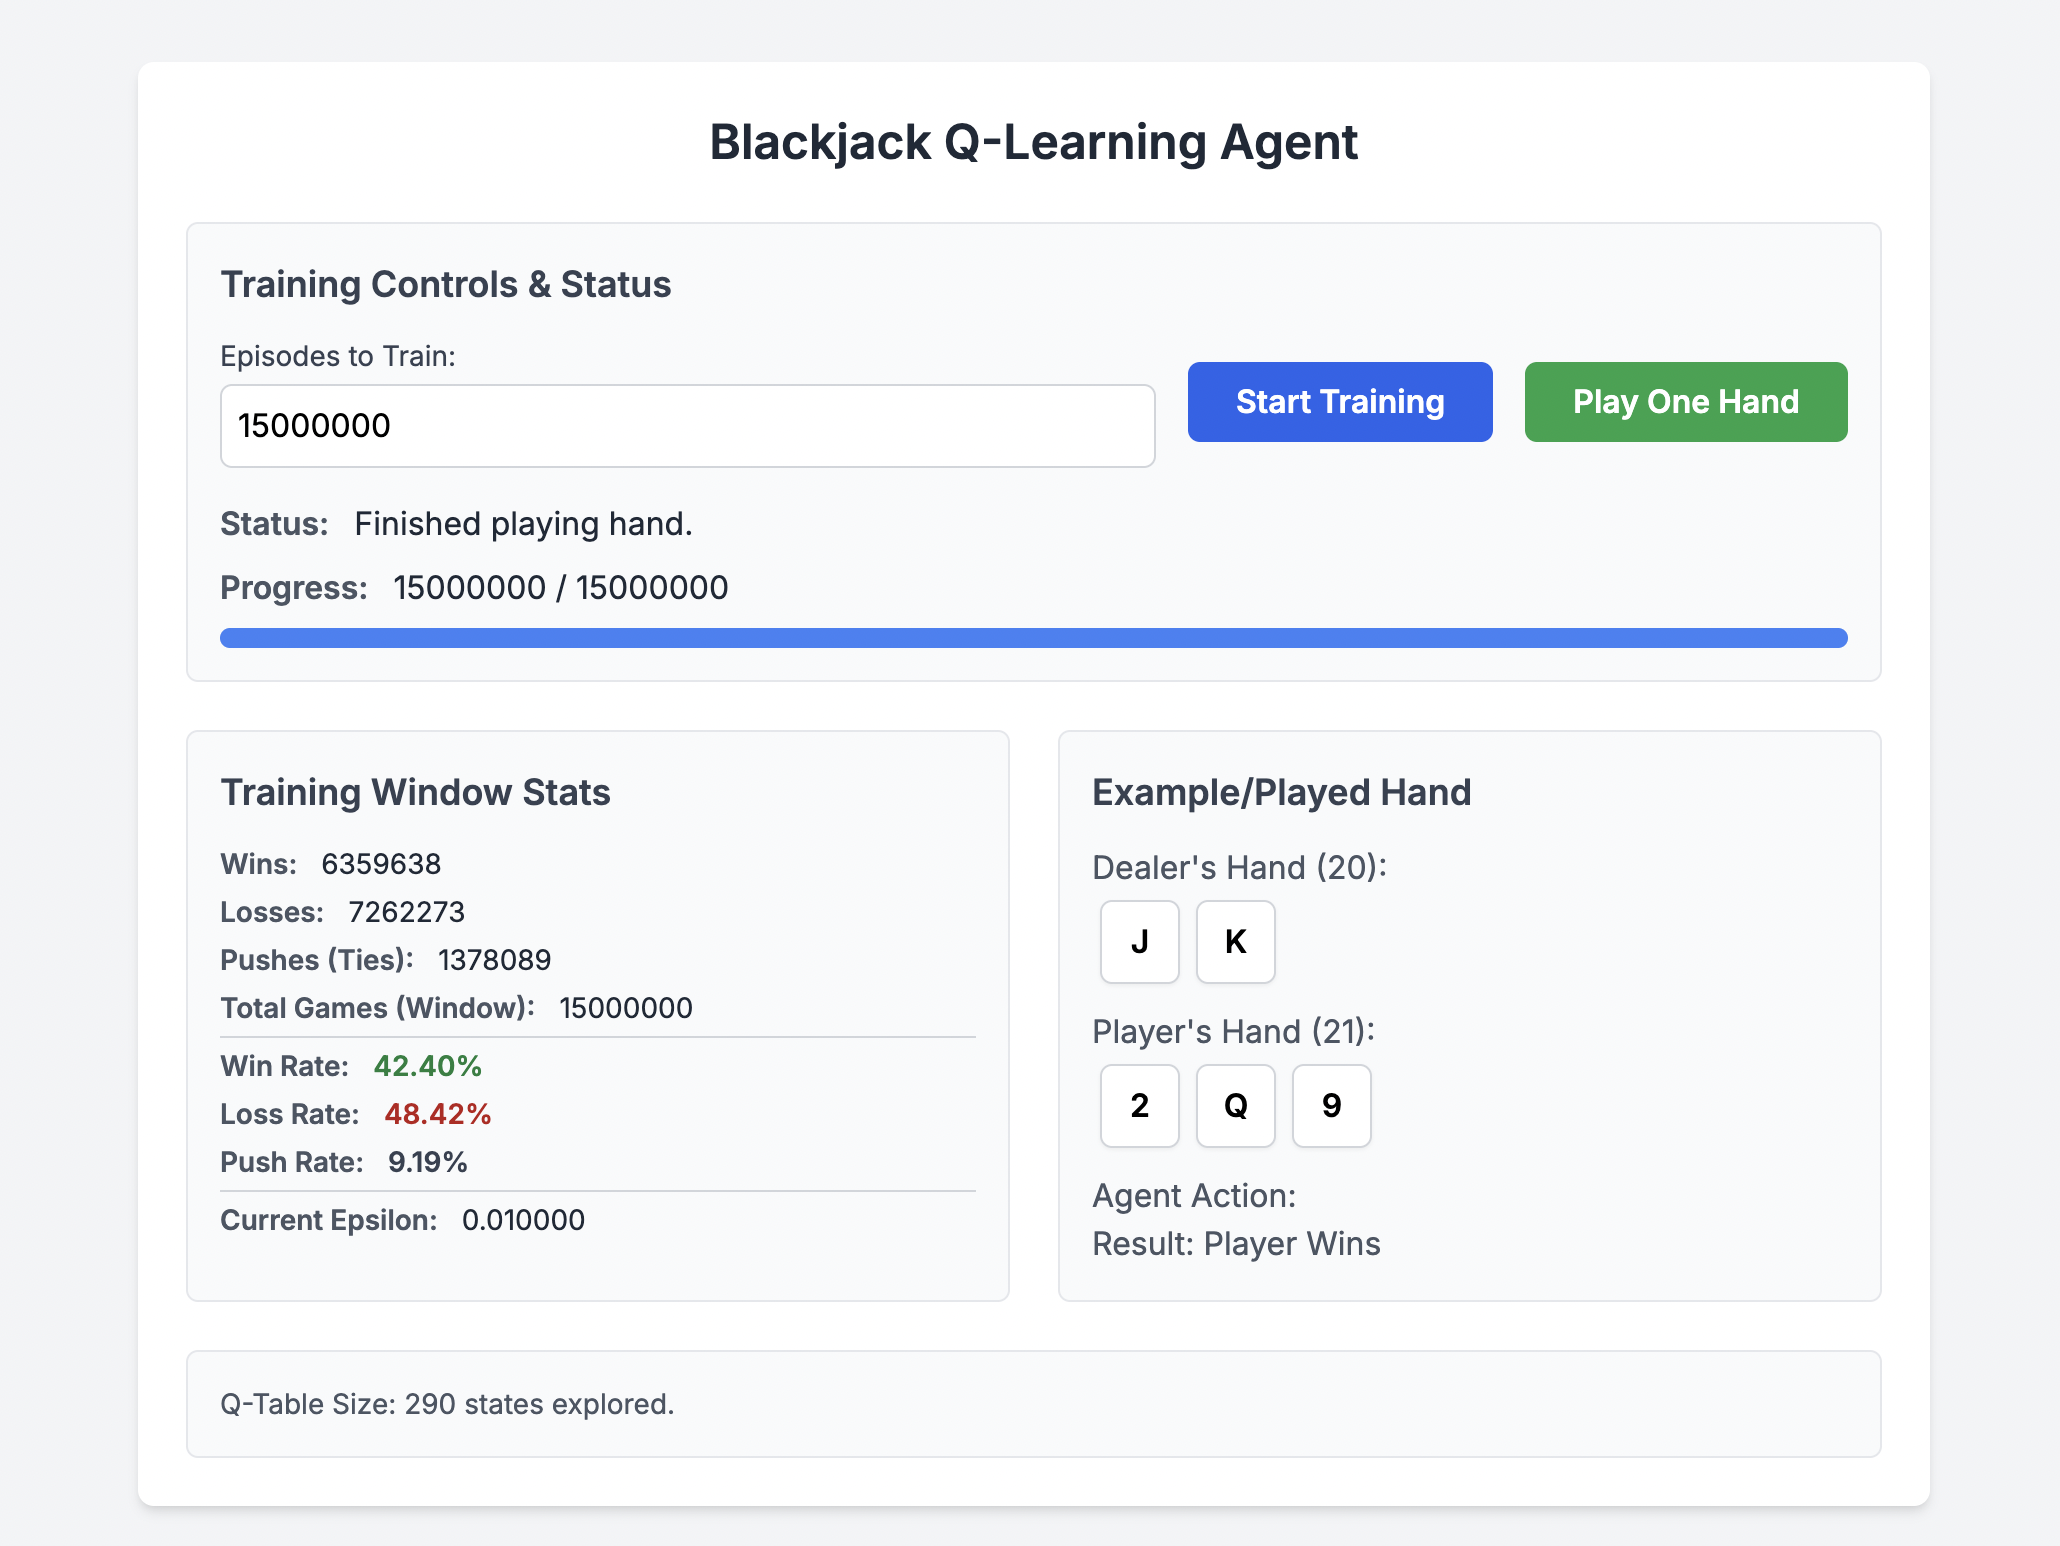 Blackjack Q-Learning Agent
Training Controls & Status
Episodes to Train:
15000000
Start Training
Play One Hand
Status: Finished playing hand.
Progress: 15000000 / 15000000
Training Window Stats
Wins: 6359638
Losses: 7262273
Pushes (Ties): 1378089
Total Games (Window): 15000000
Win Rate: 42.40%
Loss Rate: 48.42%
Push Rate: 9.19%
Current Epsilon: 0.010000
Example/Played Hand
Dealer's Hand (20):
J K
Player's Hand (21):
2 Q 9
Agent Action:
Result: Player Wins
Q-Table Size: 290 states explored.